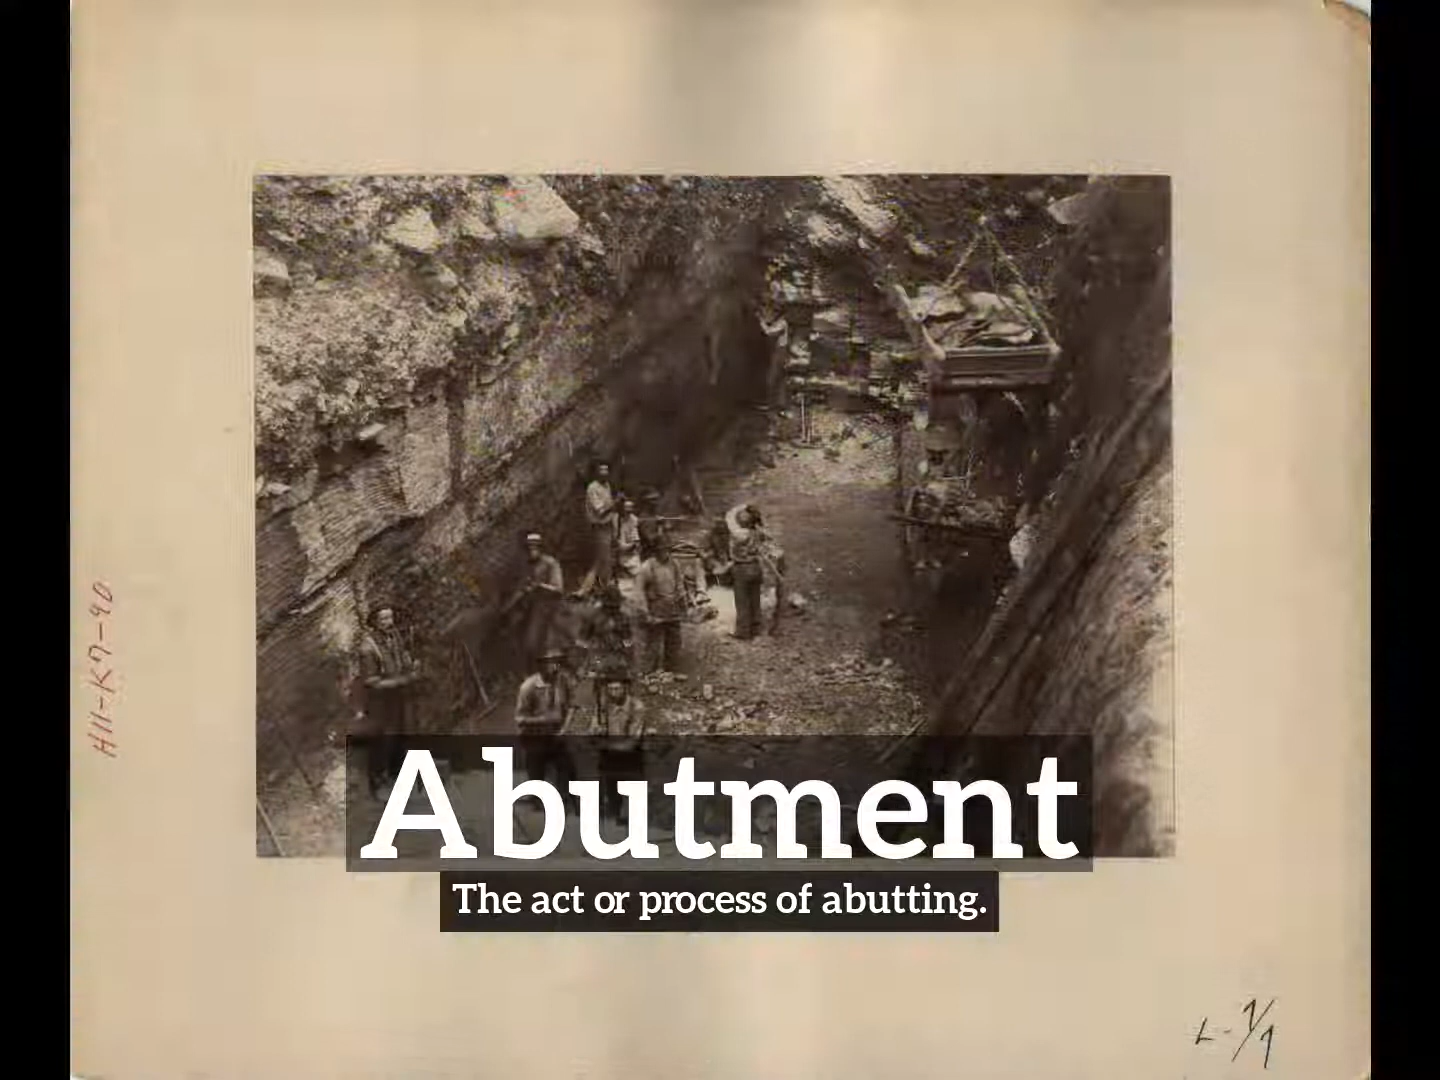 H11-K7-90
Abutment
The act or process of abutting.
L-1/1